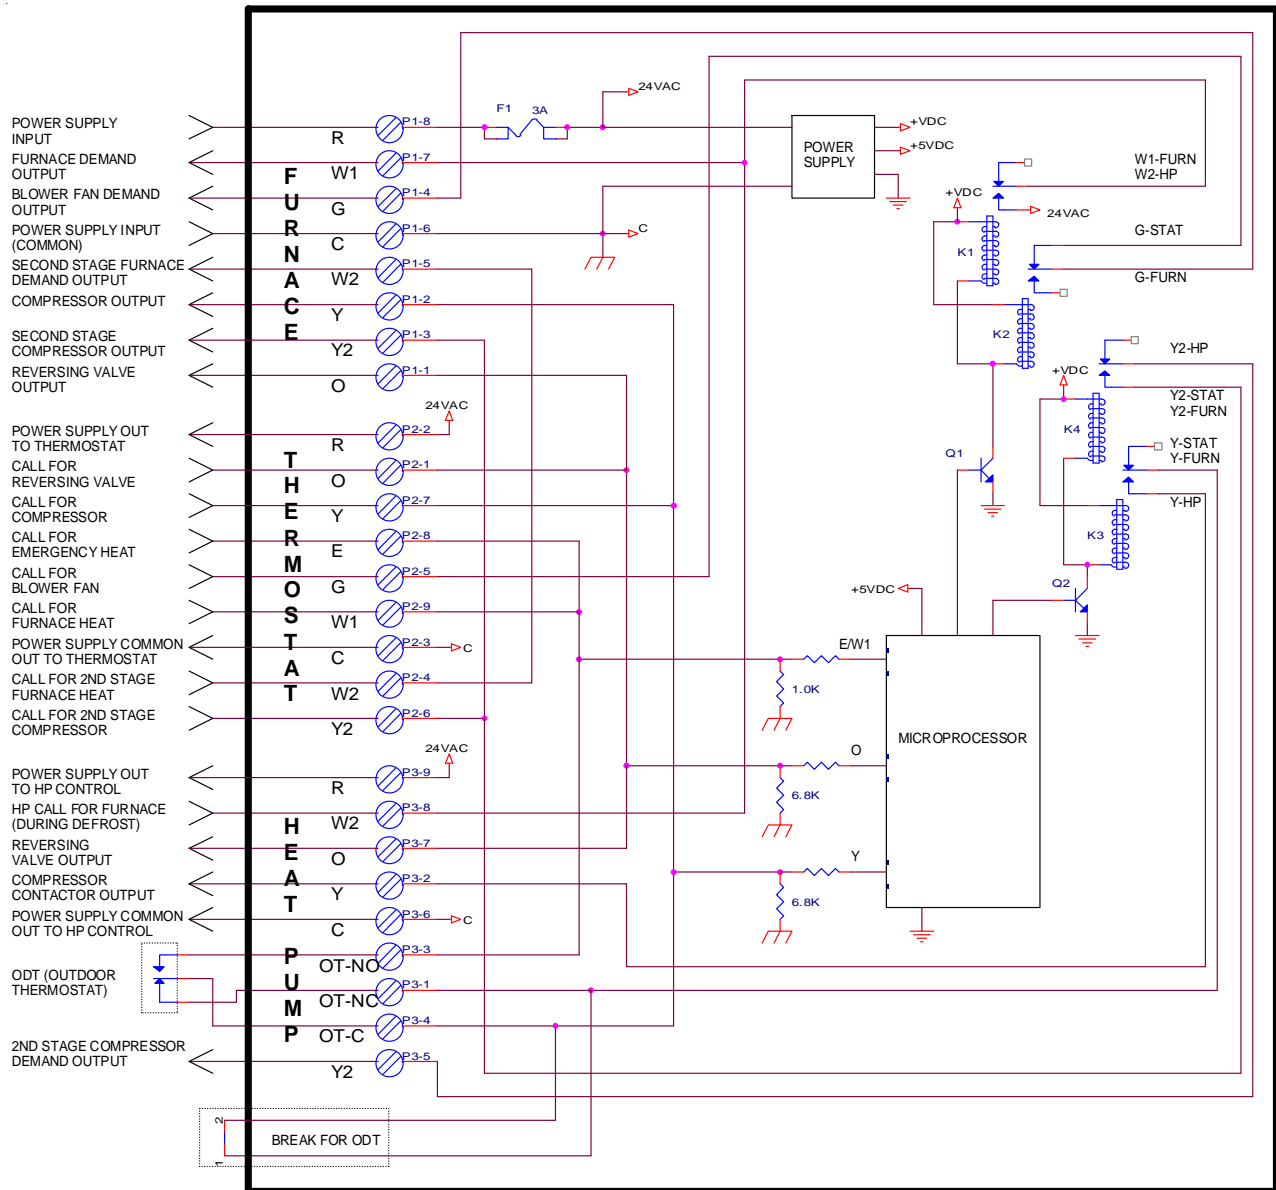 POWER SUPPLY
INPUT
FURNACE DEMAND
OUTPUT
BLOWER FAN DEMAND
OUTPUT
POWER SUPPLY INPUT
(COMMON)
SECOND STAGE FURNACE
DEMAND OUTPUT
COMPRESSOR OUTPUT
SECOND STAGE
COMPRESSOR OUTPUT
REVERSING VALVE
OUTPUT
POWER SUPPLY OUT
TO THERMOSTAT
CALL FOR
REVERSING VALVE
CALL FOR
COMPRESSOR
CALL FOR
EMERGENCY HEAT
CALL FOR
BLOWER FAN
CALL FOR
FURNACE HEAT
POWER SUPPLY COMMON
OUT TO THERMOSTAT
CALL FOR 2ND STAGE
FURNACE HEAT
CALL FOR 2ND STAGE
COMPRESSOR
POWER SUPPLY OUT
TO HP CONTROL
HP CALL FOR FURNACE
(DURING DEFROST)
REVERSING
VALVE OUTPUT
COMPRESSOR
CONTACTOR OUTPUT
POWER SUPPLY COMMON
OUT TO HP CONTROL
ODT (OUTDOOR
THERMOSTAT)
2ND STAGE COMPRESSOR
DEMAND OUTPUT
FURNACE
R P1-8
W1 P1-7
G P1-4
C P1-6
W2 P1-5
Y P1-2
Y2 P1-3
O P1-1
THERMOSTAT
24VAC
R P2-2
O P2-1
Y P2-7
E P2-8
G P2-5
W1 P2-9
C P2-3 C
W2 P2-4
Y2 P2-6
HEAT PUMP
24VAC
R P3-9
W2 P3-8
O P3-7
Y P3-2
C P3-6 C
OT-NO P3-3
OT-NC P3-1
OT-C P3-4
Y2 P3-5
2
BREAK FOR ODT
1
F1 3A
24VAC
C
POWER
SUPPLY
+VDC
+5VDC
W1-FURN
W2-HP
+VDC
24VAC
K1
G-STAT
G-FURN
K2
Y2-HP
+VDC
Y2-STAT
Y2-FURN
K4
Y-STAT
Y-FURN
Y-HP
K3
Q1
Q2
+5VDC
E/W1
1.0K
MICROPROCESSOR
O
6.8K
Y
6.8K